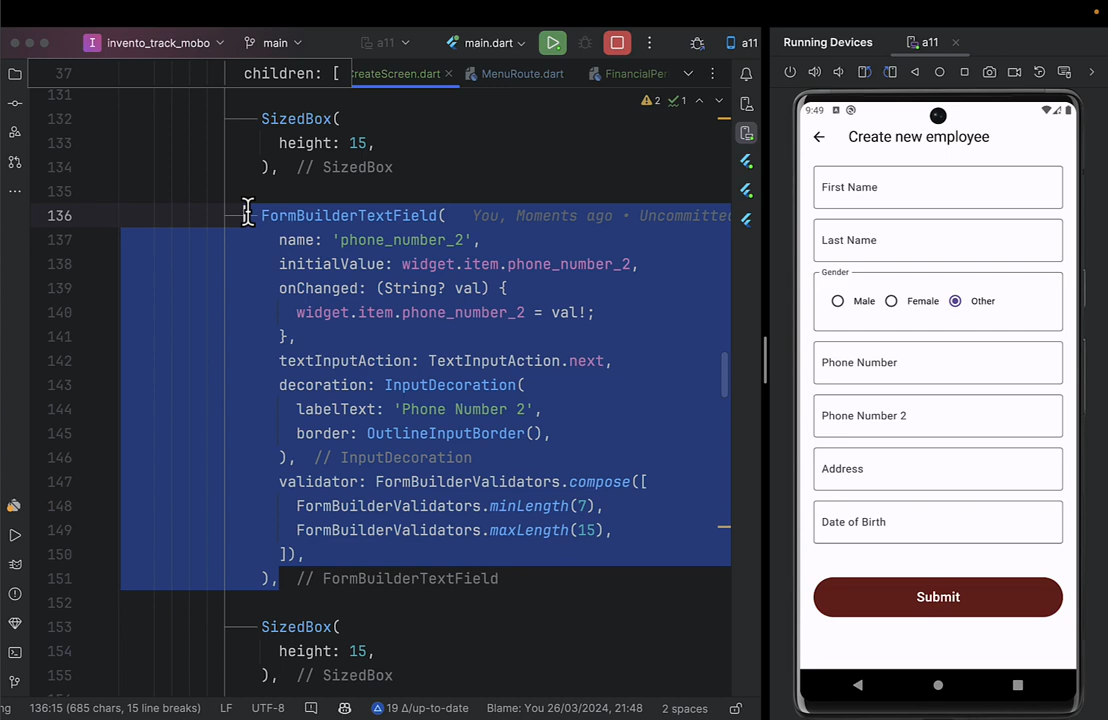 invento_track_mobo
main
a11
main.dart
a11
Running Devices
a11
37 children: [
CreateScreen.dart
MenuRoute.dart
FinancialPer
2
1
131
132 SizedBox(
133 height: 15,
134 ), // SizedBox
135
136 FormBuilderTextField( You, Moments ago • Uncommitted
137 name: 'phone_number_2',
138 initialValue: widget.item.phone_number_2,
139 onChanged: (String? val) {
140 widget.item.phone_number_2 = val!;
141 },
142 textInputAction: TextInputAction.next,
143 decoration: InputDecoration(
144 labelText: 'Phone Number 2',
145 border: OutlineInputBorder(),
146 ), // InputDecoration
147 validator: FormBuilderValidators.compose([
148 FormBuilderValidators.minLength(7),
149 FormBuilderValidators.maxLength(15),
150 ]),
151 ), // FormBuilderTextField
152
153 SizedBox(
154 height: 15,
155 ), // SizedBox
ng
136:15 (685 chars, 15 line breaks)
LF
UTF-8
19 Δ/up-to-date
Blame: You 26/03/2024, 21:48
2 spaces
9:49
Create new employee
First Name
Last Name
Gender
Male
Female
Other
Phone Number
Phone Number 2
Address
Date of Birth
Submit